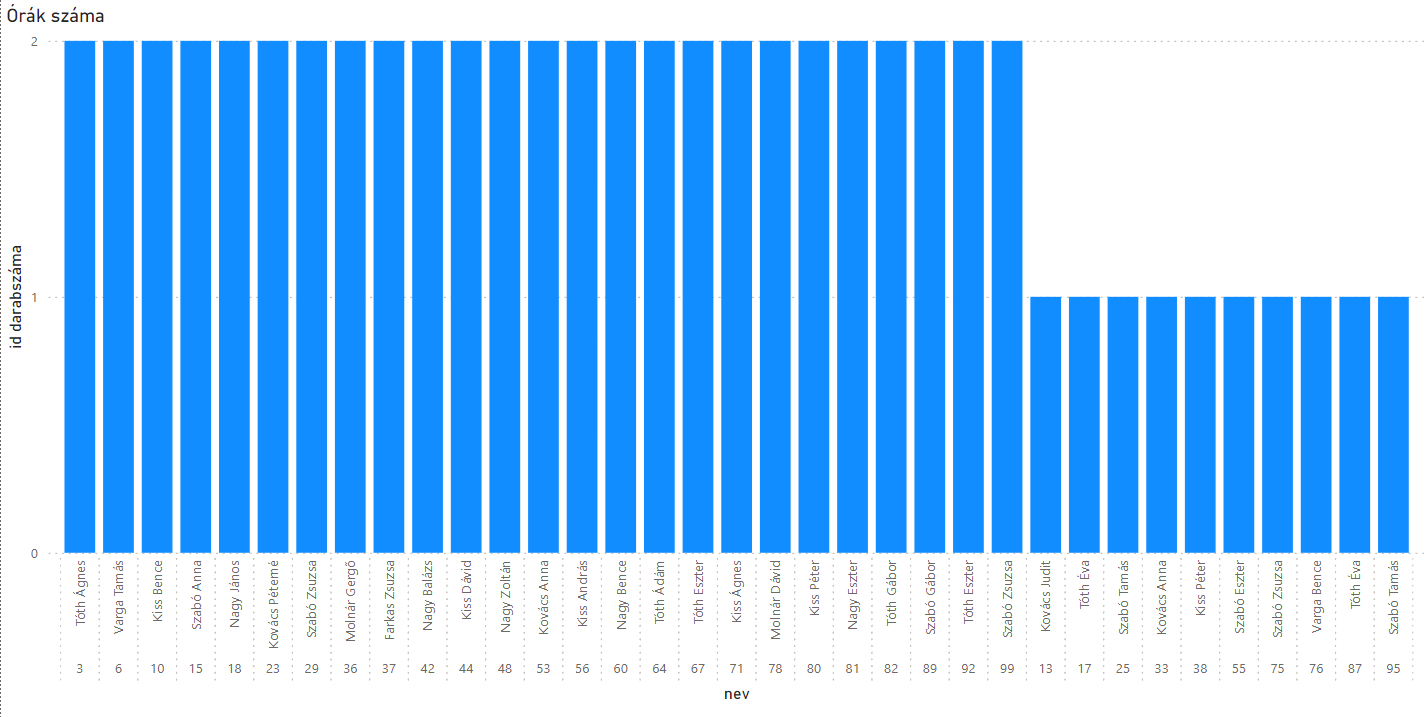 Órák száma
id darabszáma
2
1
0
Tóth Ágnes
Varga Tamás
Kiss Bence
Szabó Anna
Nagy János
Kovács Péterné
Szabó Zsuzsa
Molnár Gergő
Farkas Zsuzsa
Nagy Balázs
Kiss Dávid
Nagy Zoltán
Kovács Anna
Kiss András
Nagy Bence
Tóth Ádám
Tóth Eszter
Kiss Ágnes
Molnár Dávid
Kiss Péter
Nagy Eszter
Tóth Gábor
Szabó Gábor
Tóth Eszter
Szabó Zsuzsa
Kovács Judit
Tóth Éva
Szabó Tamás
Kovács Anna
Kiss Péter
Szabó Eszter
Szabó Zsuzsa
Varga Bence
Tóth Éva
Szabó Tamás
3 6 10 15 18 23 29 36 37 42 44 48 53 56 60 64 67 71 78 80 81 82 89 92 99 13 17 25 33 38 55 75 76 87 95
nev